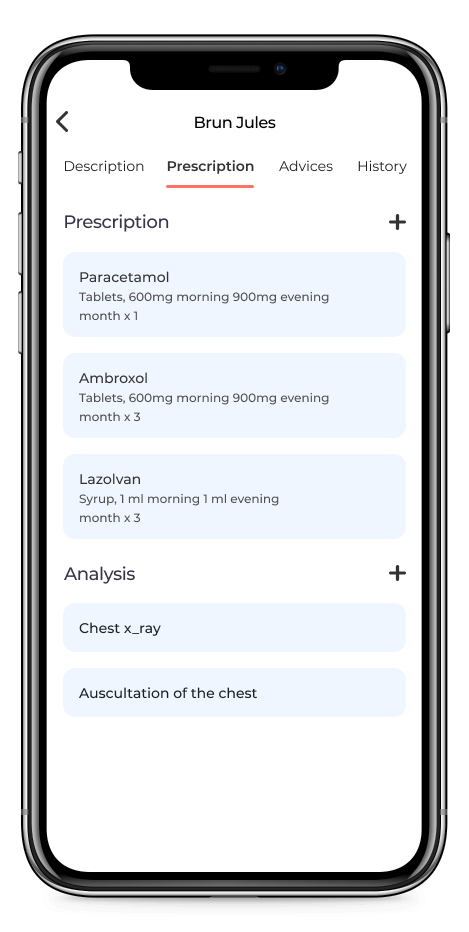 Brun Jules
Description Prescription Advices History
Prescription
Paracetamol
Tablets, 600mg morning 900mg evening
month x 1
Ambroxol
Tablets, 600mg morning 900mg evening
month x 3
Lazolvan
Syrup, 1 ml morning 1 ml evening
month x 3
Analysis
Chest x_ray
Auscultation of the chest